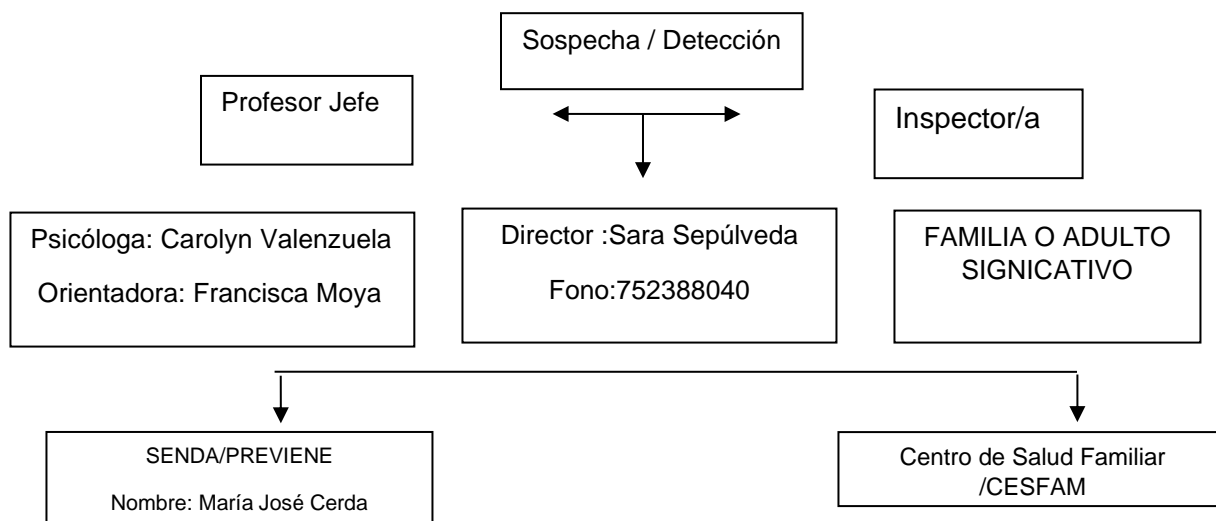 Sospecha / Detección
Profesor Jefe
Inspector/a
Psicóloga: Carolyn Valenzuela
Orientadora: Francisca Moya
Director :Sara Sepúlveda
Fono:752388040
FAMILIA O ADULTO
SIGNICATIVO
SENDA/PREVIENE
Nombre: María José Cerda
Centro de Salud Familiar
/CESFAM